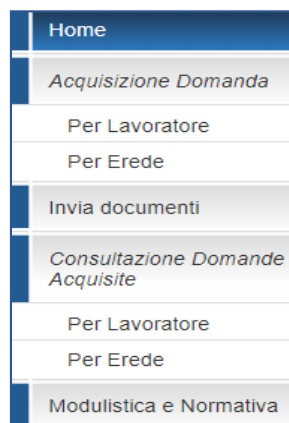 Home
Acquisizione Domanda
Per Lavoratore
Per Erede
Invia documenti
Consultazione Domande
Acquisite
Per Lavoratore
Per Erede
Modulistica e Normativa